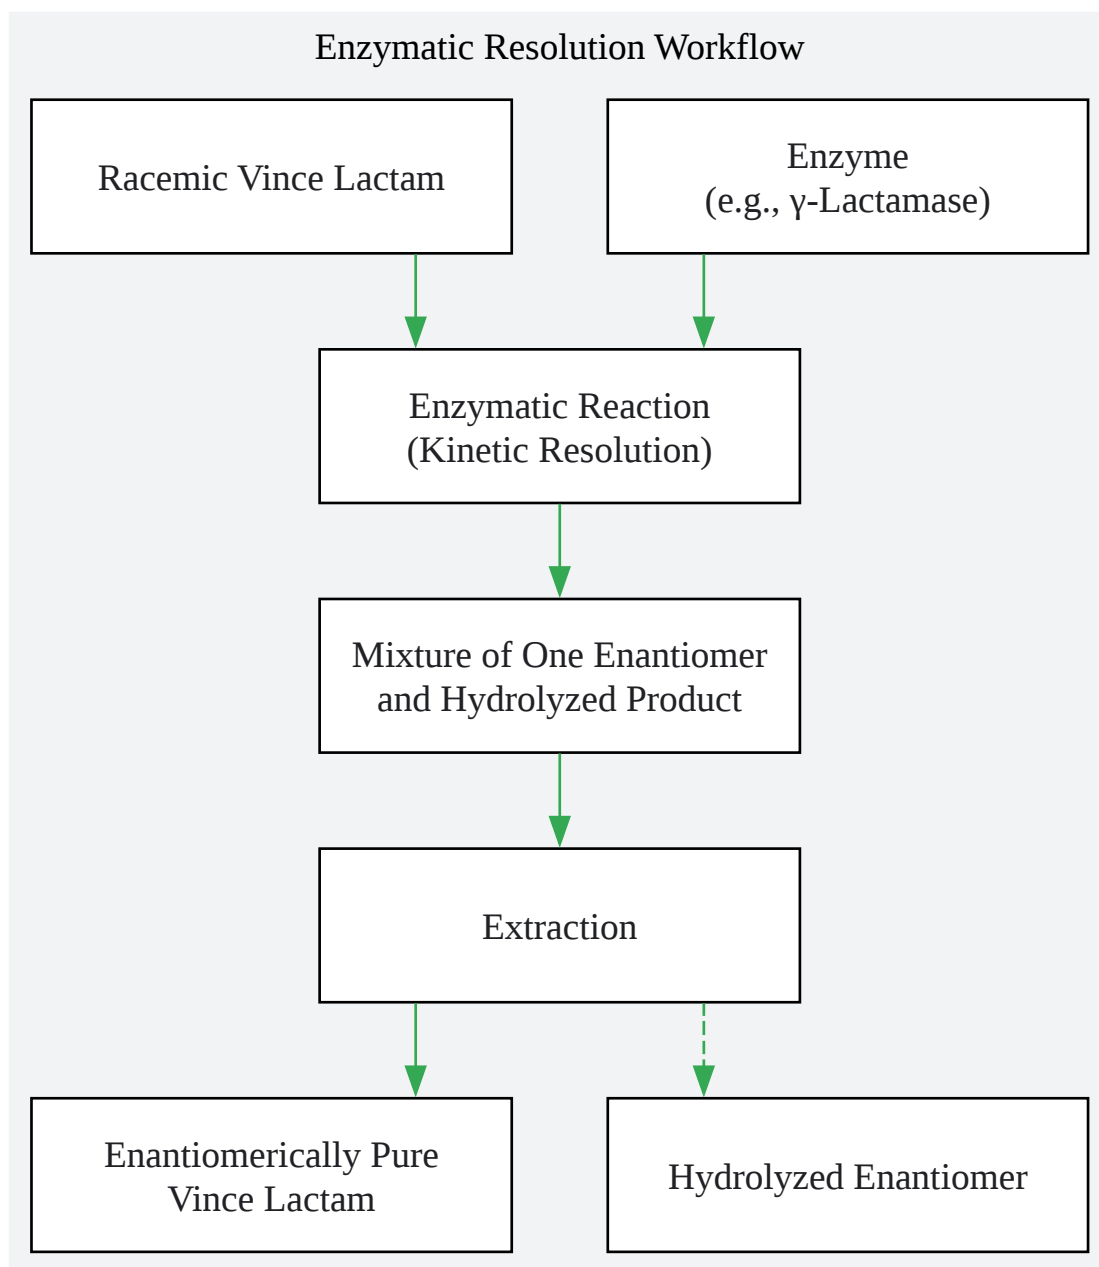 Enzymatic Resolution Workflow
Racemic Vince Lactam
Enzyme
(e.g., γ-Lactamase)
Enzymatic Reaction
(Kinetic Resolution)
Mixture of One Enantiomer
and Hydrolyzed Product
Extraction
Enantiomerically Pure
Vince Lactam
Hydrolyzed Enantiomer